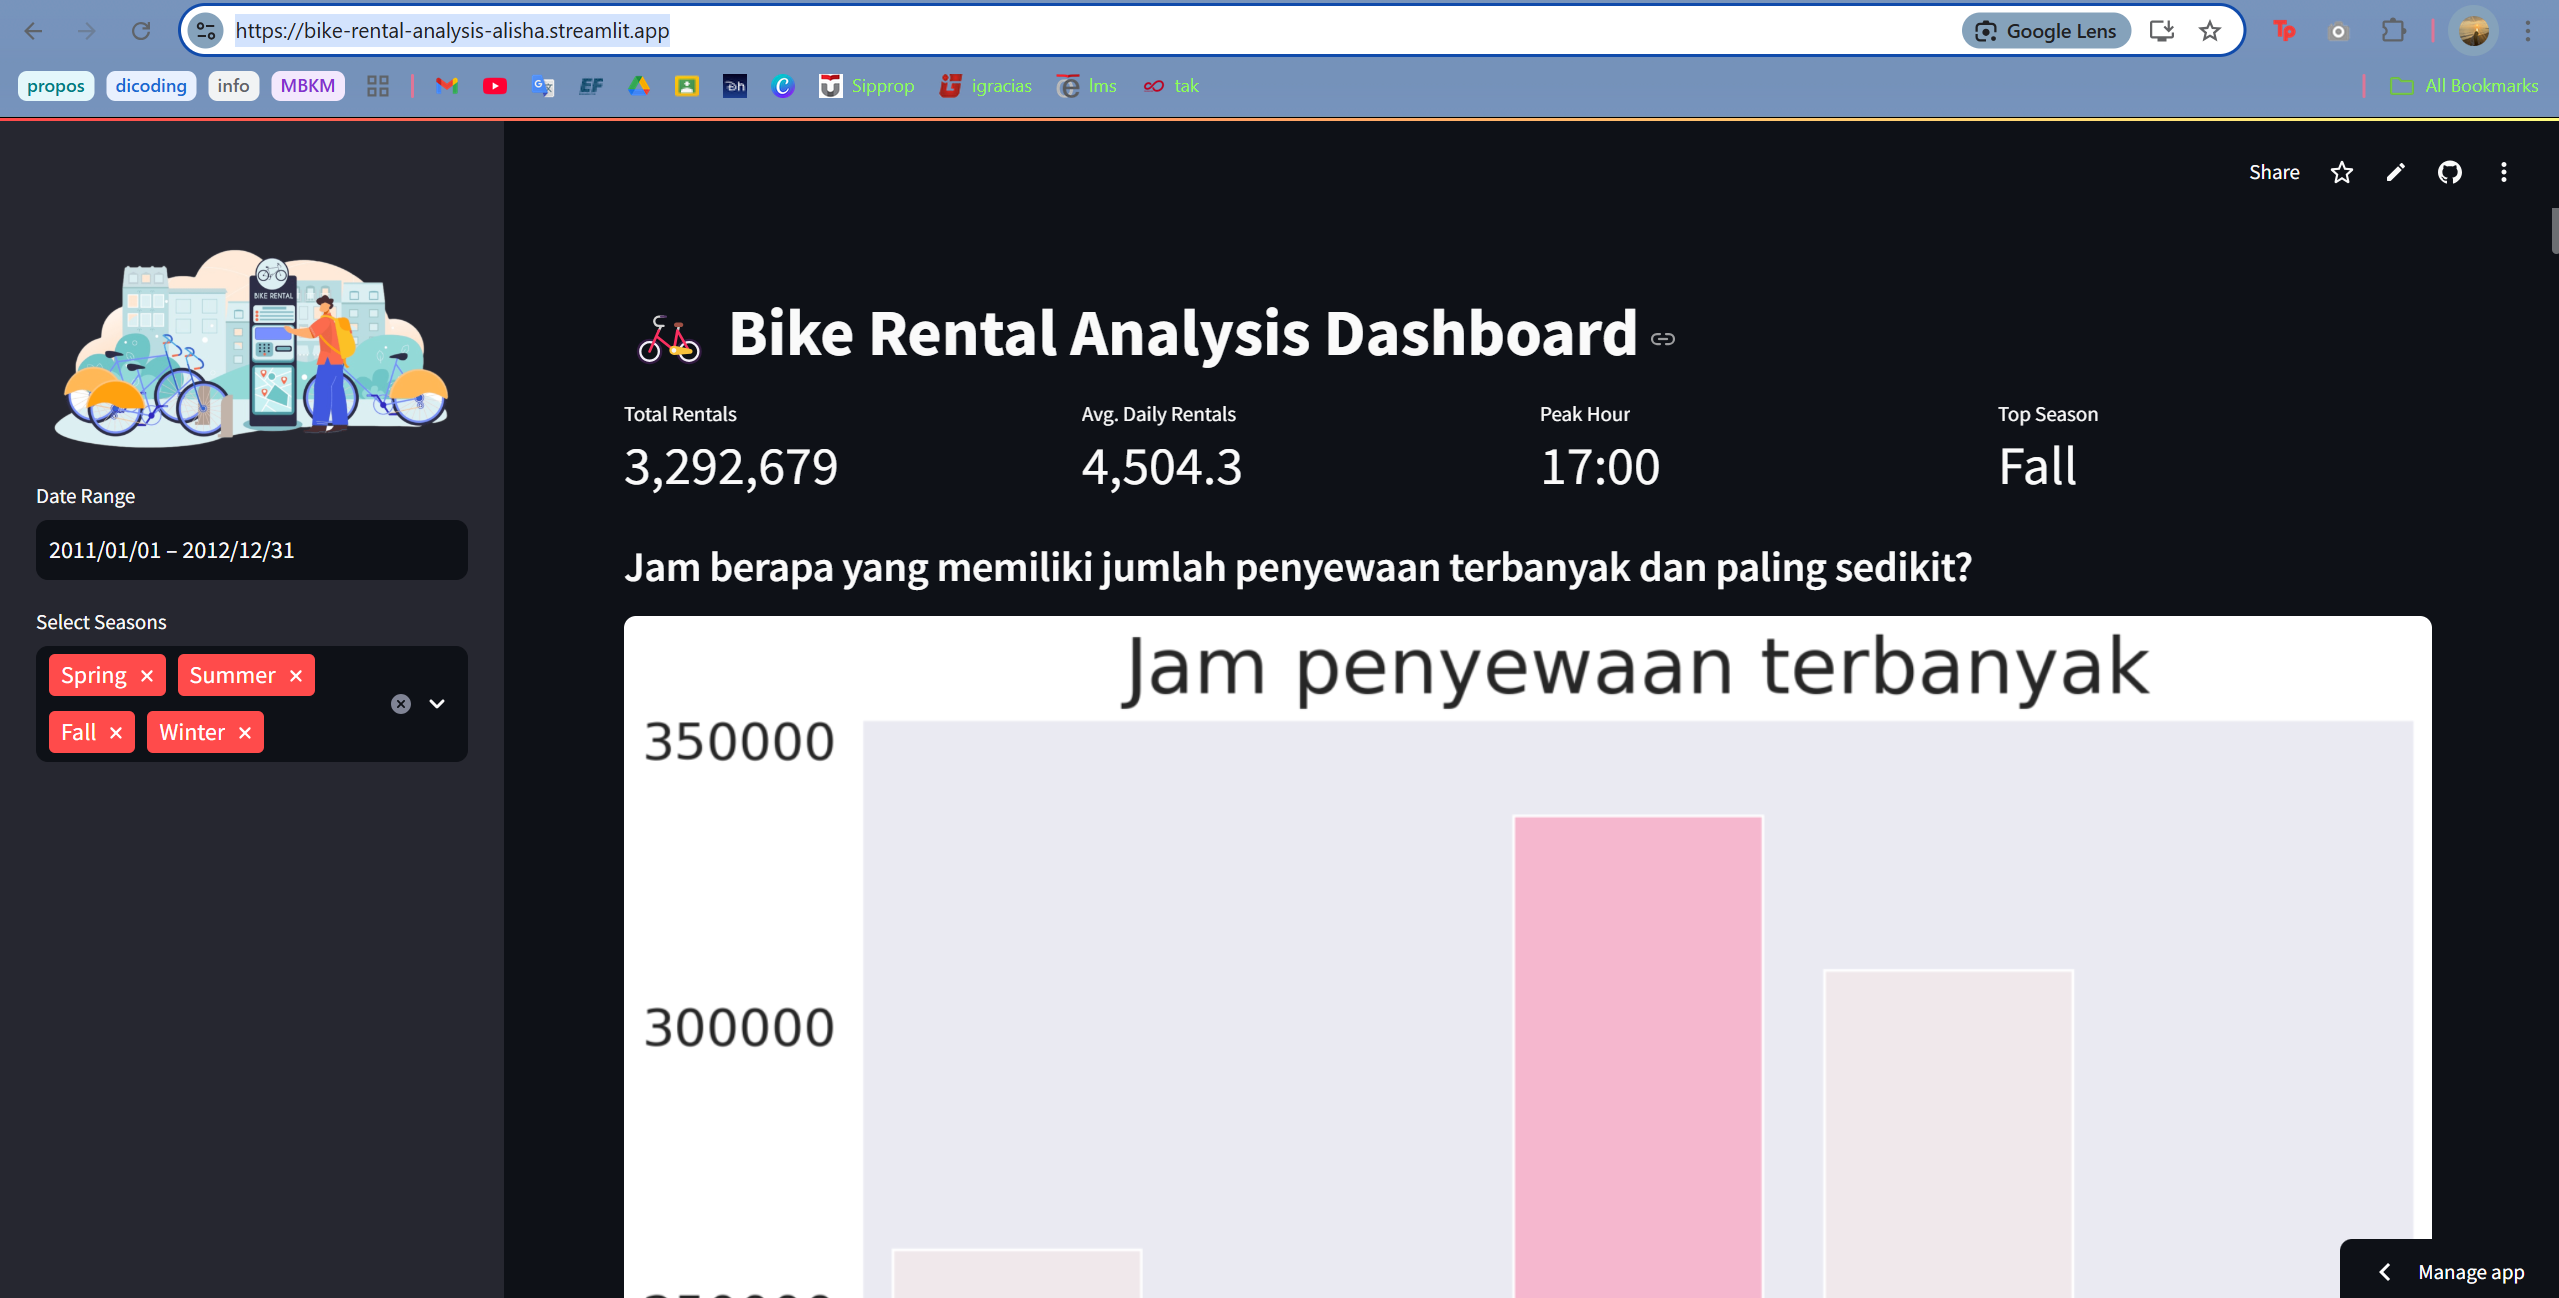 https://bike-rental-analysis-alisha.streamlit.app
Google Lens
Tp
propos
dicoding
info
MBKM
EF
Sipprop
igracias
lms
tak
All Bookmarks
Share
BIKE RENTAL
Bike Rental Analysis Dashboard
Total Rentals
Avg. Daily Rentals
Peak Hour
Top Season
3,292,679
4,504.3
17:00
Fall
Date Range
2011/01/01 – 2012/12/31
Select Seasons
Spring
Summer
Fall
Winter
Jam berapa yang memiliki jumlah penyewaan terbanyak dan paling sedikit?
Jam penyewaan terbanyak
350000
300000
Manage app